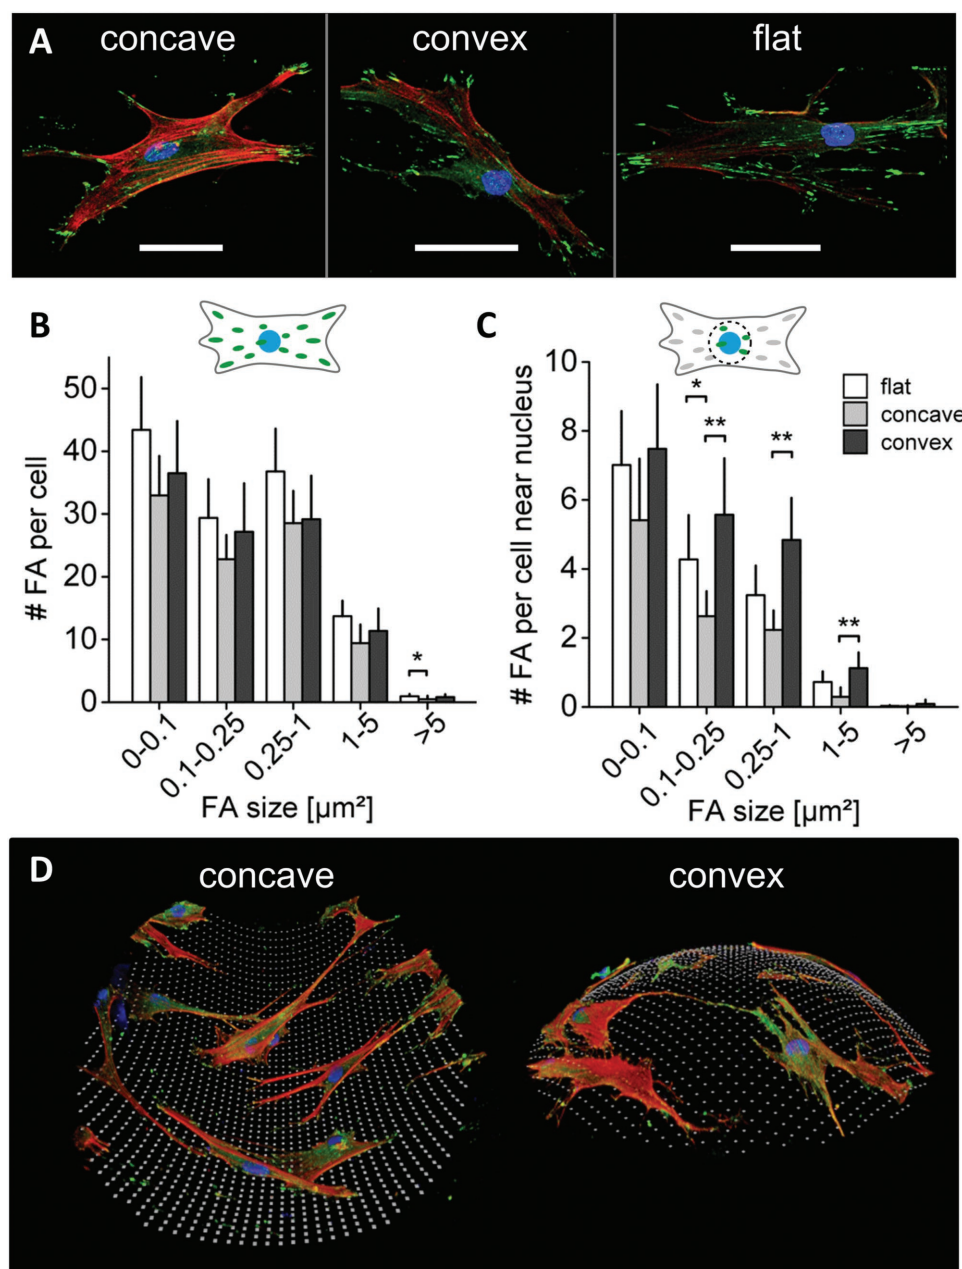 A
concave
convex
flat
B
C
# FA per cell
50
40
30
20
10
0
*
0-0.1
0.1-0.25
0.25-1
1-5
>5
FA size [µm²]
# FA per cell near nucleus
10
8
6
4
2
0
*
**
**
**
flat
concave
convex
0-0.1
0.1-0.25
0.25-1
1-5
>5
FA size [µm²]
D
concave
convex